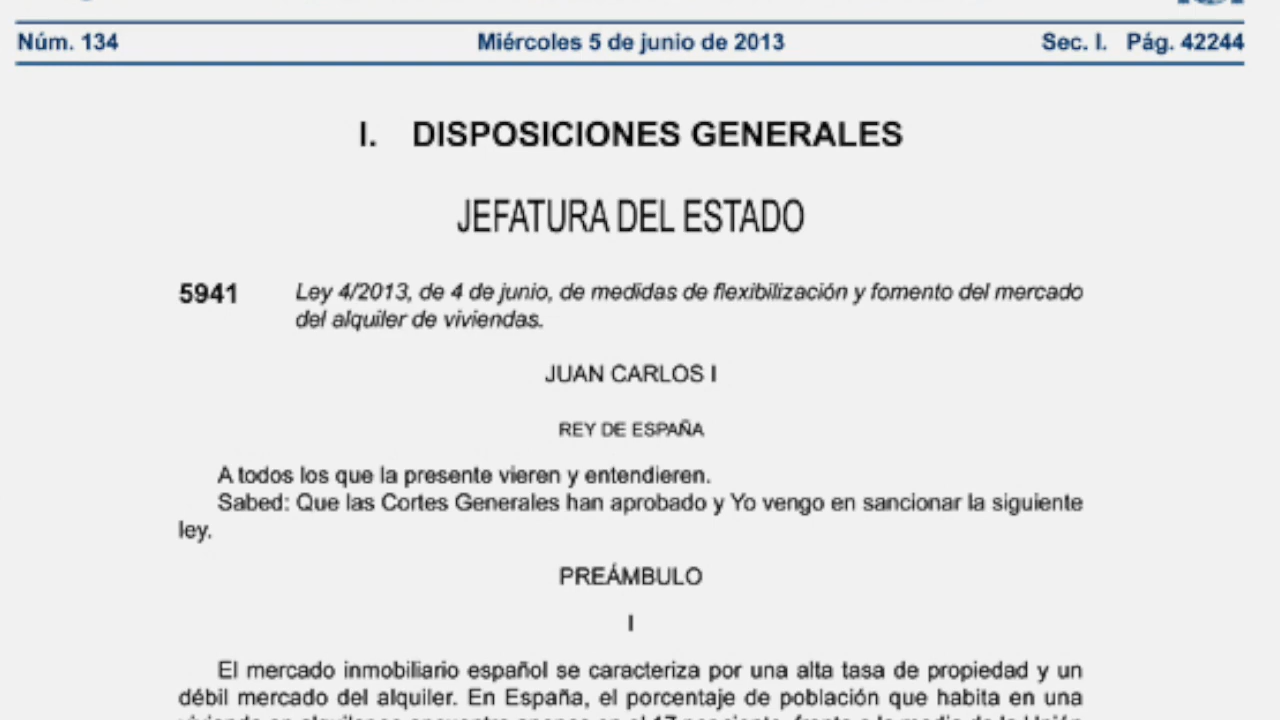 Núm. 134 Miércoles 5 de junio de 2013 Sec. I. Pág. 42244
I. DISPOSICIONES GENERALES
JEFATURA DEL ESTADO
5941 Ley 4/2013, de 4 de junio, de medidas de flexibilización y fomento del mercado
del alquiler de viviendas.
JUAN CARLOS I
REY DE ESPAÑA
A todos los que la presente vieren y entendieren.
Sabed: Que las Cortes Generales han aprobado y Yo vengo en sancionar la siguiente
ley.
PREÁMBULO
I
El mercado inmobiliario español se caracteriza por una alta tasa de propiedad y un
débil mercado del alquiler. En España, el porcentaje de población que habita en una